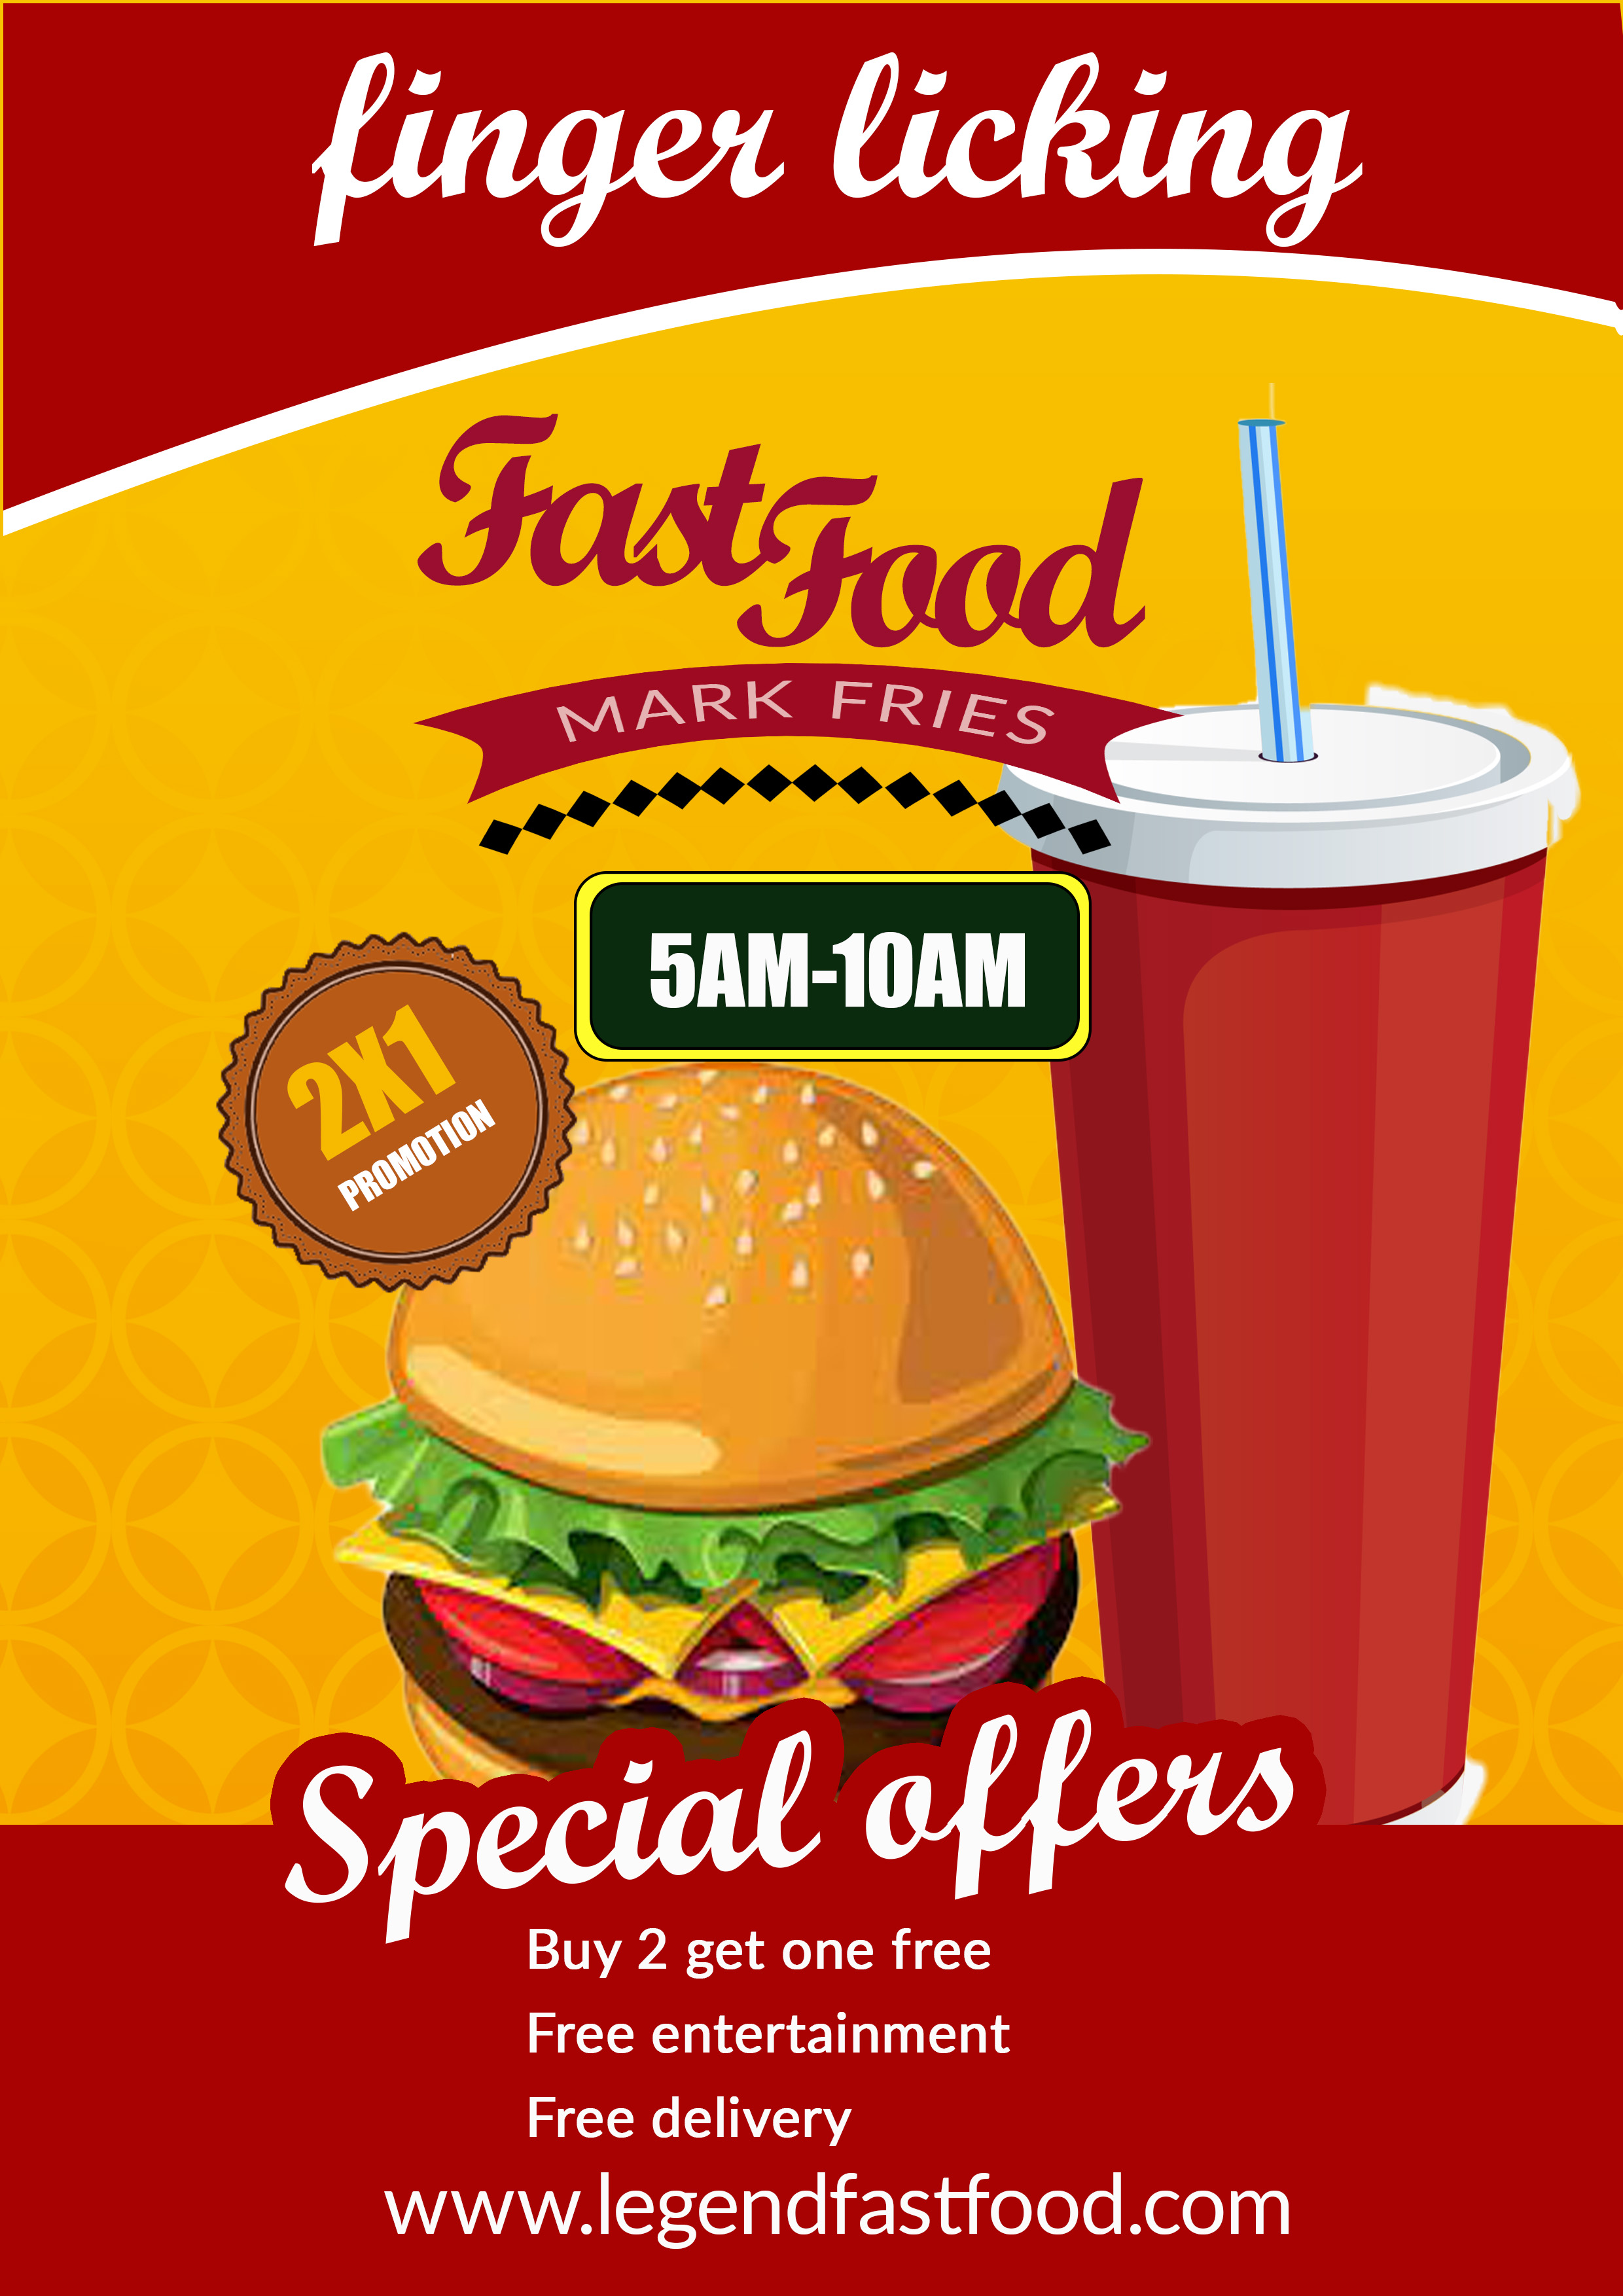 finger licking
Fast
Food
MARK FRIES
5AM-10AM
2X1
PROMOTION
Special offers
Buy 2 get one free
Free entertainment
Free delivery
www.legendfastfood.com